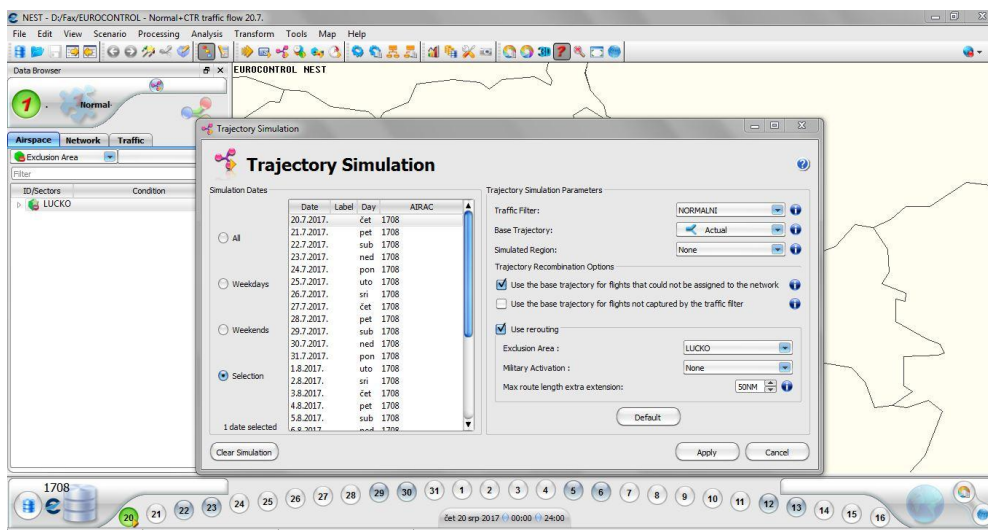 NEST - D:/Fax/EUROCONTROL - Normal+CTR traffic flow 20.7.
File Edit View Scenario Processing Analysis Transform Tools Map Help
Data Browser
EUROCONTROL NEST
1 . Normal-
Airspace Network Traffic
Exclusion Area
Filter
ID/Sectors Condition
LUCKO
Trajectory Simulation
Trajectory Simulation
Simulation Dates
All
Weekdays
Weekends
Selection
1 date selected
Date Label Day AIRAC
20.7.2017. čet 1708
21.7.2017. pet 1708
22.7.2017. sub 1708
23.7.2017. ned 1708
24.7.2017. pon 1708
25.7.2017. uto 1708
26.7.2017. sri 1708
27.7.2017. čet 1708
28.7.2017. pet 1708
29.7.2017. sub 1708
30.7.2017. ned 1708
31.7.2017. pon 1708
1.8.2017. uto 1708
2.8.2017. sri 1708
3.8.2017. čet 1708
4.8.2017. pet 1708
5.8.2017. sub 1708
6.8.2017. ned 1708
Trajectory Simulation Parameters
Traffic Filter: NORMALNI
Base Trajectory: Actual
Simulated Region: None
Trajectory Recombination Options
Use the base trajectory for flights that could not be assigned to the network
Use the base trajectory for flights not captured by the traffic filter
Use rerouting
Exclusion Area : LUCKO
Military Activation : None
Max route length extra extension: 50NM
Default
Clear Simulation
Apply Cancel
1708
20 21 22 23 24 25 26 27 28 29 30 31 1 2 3 4 5 6 7 8 9 10 11 12 13 14 15 16
čet 20 srp 2017 00:00 24:00